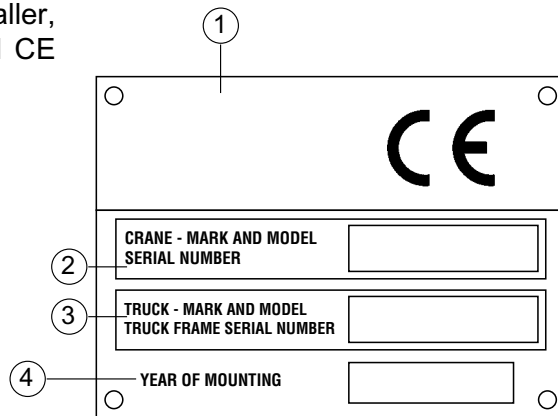 aller,
CE
1
CE
CRANE - MARK AND MODEL
SERIAL NUMBER
2
TRUCK - MARK AND MODEL
TRUCK FRAME SERIAL NUMBER
3
4
YEAR OF MOUNTING